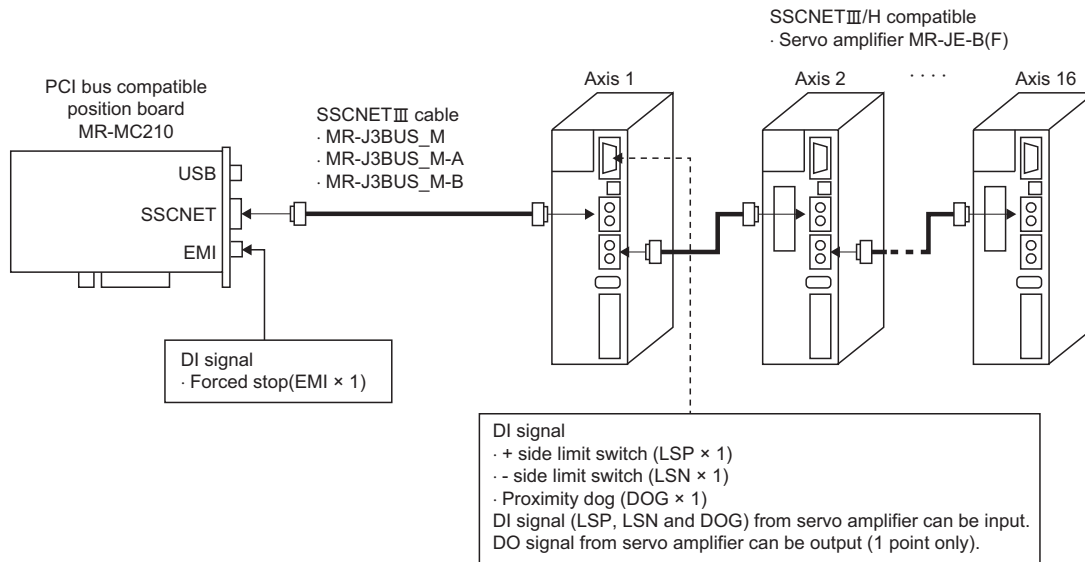 SSCNETⅢ/H compatible
· Servo amplifier MR-JE-B(F)
Axis 1
Axis 2
· · · ·
Axis 16
PCI bus compatible
position board
MR-MC210
SSCNETⅢ cable
· MR-J3BUS_M
· MR-J3BUS_M-A
· MR-J3BUS_M-B
USB
SSCNET
EMI
DI signal
· Forced stop(EMI × 1)
DI signal
· + side limit switch (LSP × 1)
· - side limit switch (LSN × 1)
· Proximity dog (DOG × 1)
DI signal (LSP, LSN and DOG) from servo amplifier can be input.
DO signal from servo amplifier can be output (1 point only).